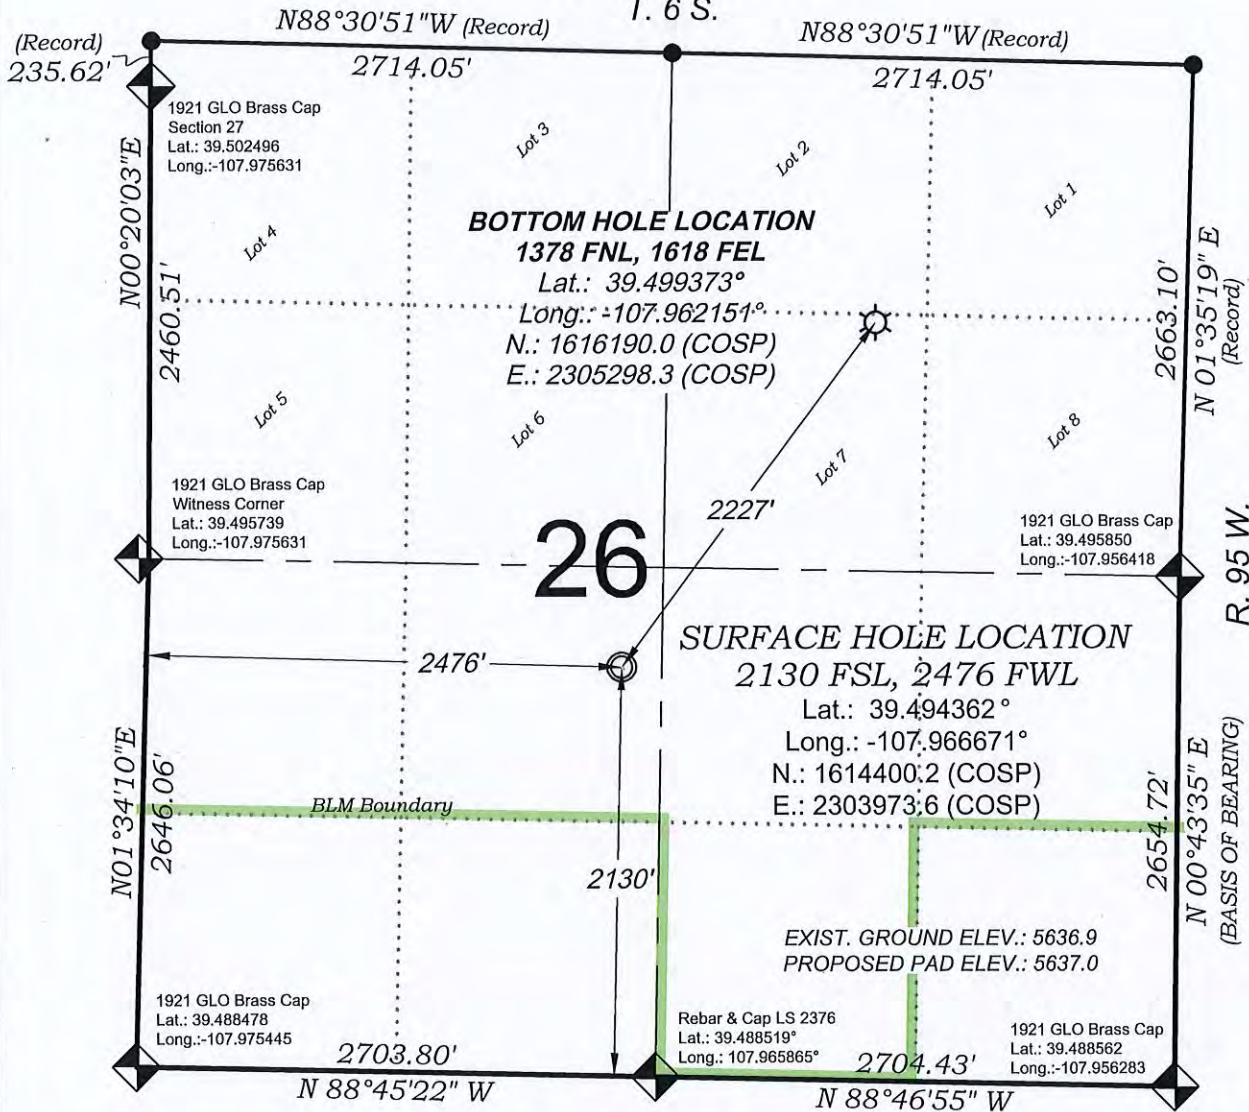 T. 6 S.
N88°30'51"W (Record)
N88°30'51"W (Record)
(Record)
235.62'
2714.05'
2714.05'
1921 GLO Brass Cap
Section 27
Lat.: 39.502496
Long.:-107.975631
N00°20'03"E
2460.51'
Lot 3
Lot 2
Lot 1
Lot 4
BOTTOM HOLE LOCATION
1378 FNL, 1618 FEL
Lat.: 39.499373°
Long.: -107.962151°
N.: 1616190.0 (COSP)
E.: 2305298.3 (COSP)
2663.10'
N 01°35'19" E
(Record)
Lot 5
Lot 6
Lot 7
Lot 8
1921 GLO Brass Cap
Witness Corner
Lat.: 39.495739
Long.:-107.975631
2227'
1921 GLO Brass Cap
Lat.: 39.495850
Long.:-107.956418
26
R. 95 W.
2476'
SURFACE HOLE LOCATION
2130 FSL, 2476 FWL
Lat.: 39.494362°
Long.: -107.966671°
N.: 1614400.2 (COSP)
E.: 2303973.6 (COSP)
N01°34'10"E
2646.06'
BLM Boundary
2130'
2654.72'
N 00°43'35" E
(BASIS OF BEARING)
EXIST. GROUND ELEV.: 5636.9
PROPOSED PAD ELEV.: 5637.0
1921 GLO Brass Cap
Lat.: 39.488478
Long.:-107.975445
Rebar & Cap LS 2376
Lat.: 39.488519°
Long.: 107.965865°
1921 GLO Brass Cap
Lat.: 39.488562
Long.:-107.956283
2703.80'
2704.43'
N 88°45'22" W
N 88°46'55" W